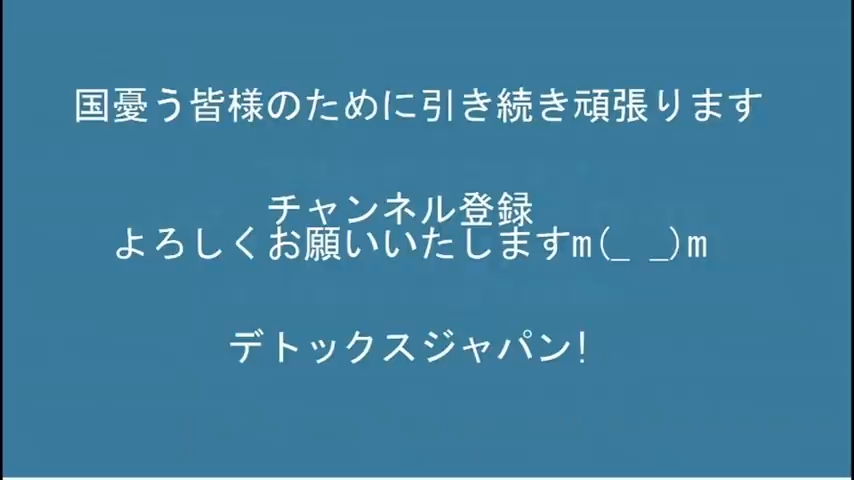 国憂う皆様のために引き続き頑張ります
チャンネル登録
よろしくお願いいたしますm(_ _)m
デトックスジャパン!